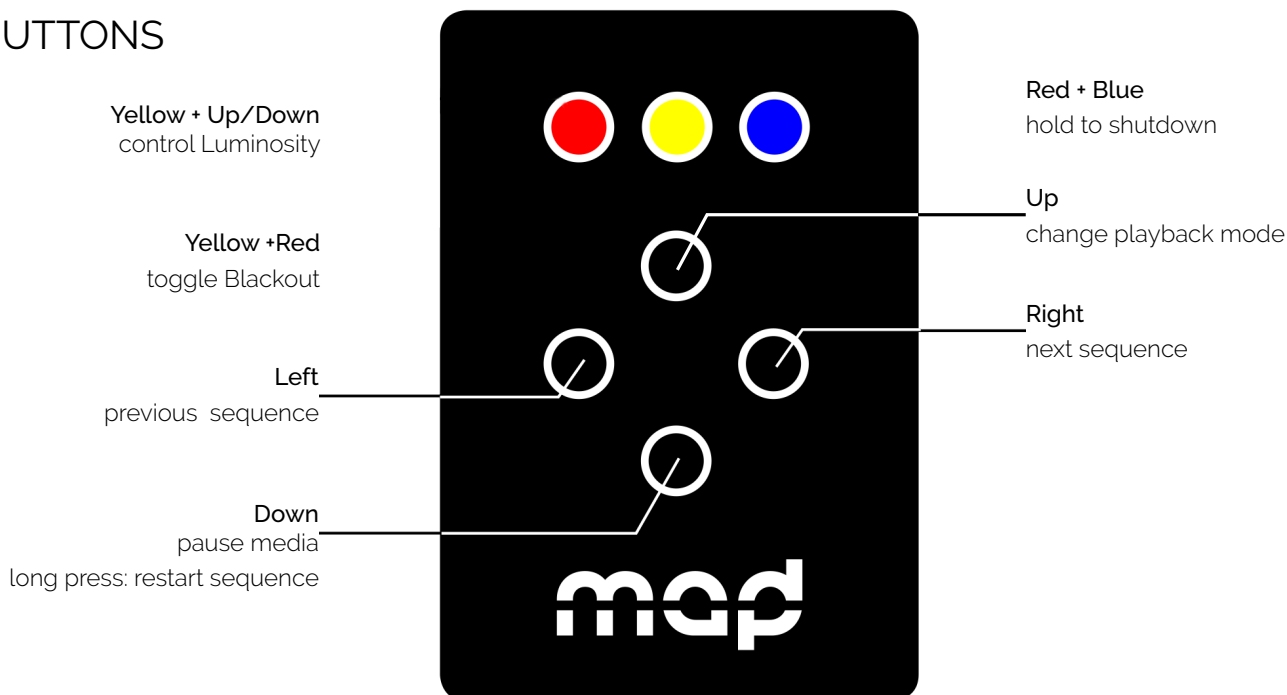 UTTONS
Yellow + Up/Down
control Luminosity
Yellow +Red
toggle Blackout
Left
previous  sequence
Down
pause media
long press: restart sequence
Red + Blue
hold to shutdown
Up
change playback mode
Right
next sequence
map